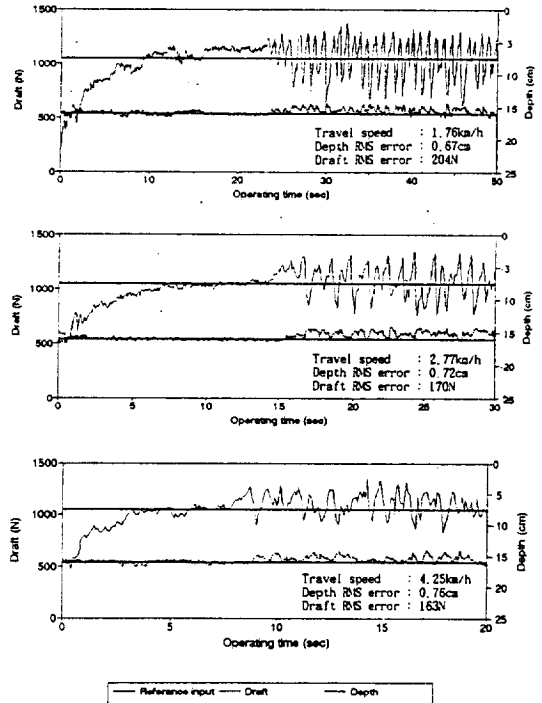 1500
1000
500
0
Draft (N)
0
5
10
15
20
25
Depth (cm)
0 10 20 30 40 50
Operating time (sec)
Travel speed : 1.76km/h
Depth RMS error : 0.67cm
Draft RMS error : 204N
1500
1000
500
0
Draft (N)
0
5
10
15
20
25
Depth (cm)
0 5 10 15 20 25 30
Operating time (sec)
Travel speed : 2.77km/h
Depth RMS error : 0.72cm
Draft RMS error : 170N
1500
1000
500
0
Draft (N)
0
5
10
15
20
25
Depth (cm)
0 5 10 15 20
Operating time (sec)
Travel speed : 4.25km/h
Depth RMS error : 0.76cm
Draft RMS error : 163N
Reference input Draft Depth